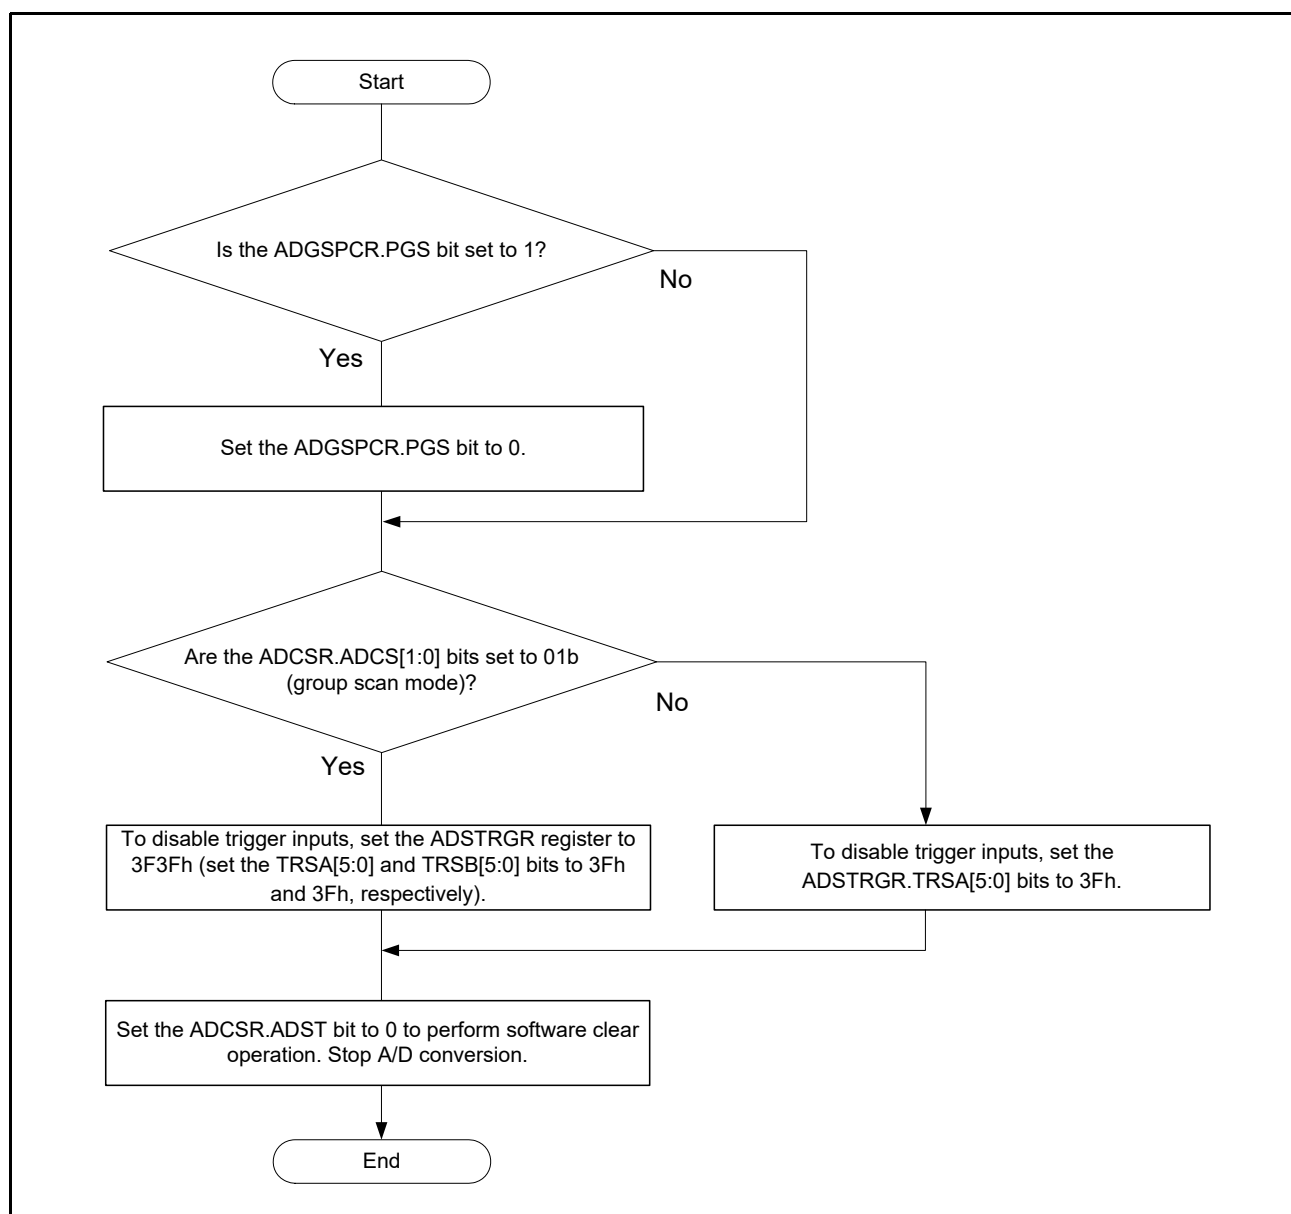 Start
Is the ADGSPCR.PGS bit set to 1?
No
Yes
Set the ADGSPCR.PGS bit to 0.
Are the ADCSR.ADCS[1:0] bits set to 01b
(group scan mode)?
No
Yes
To disable trigger inputs, set the ADSTRGR register to
3F3Fh (set the TRSA[5:0] and TRSB[5:0] bits to 3Fh
and 3Fh, respectively).
To disable trigger inputs, set the
ADSTRGR.TRSA[5:0] bits to 3Fh.
Set the ADCSR.ADST bit to 0 to perform software clear
operation. Stop A/D conversion.
End